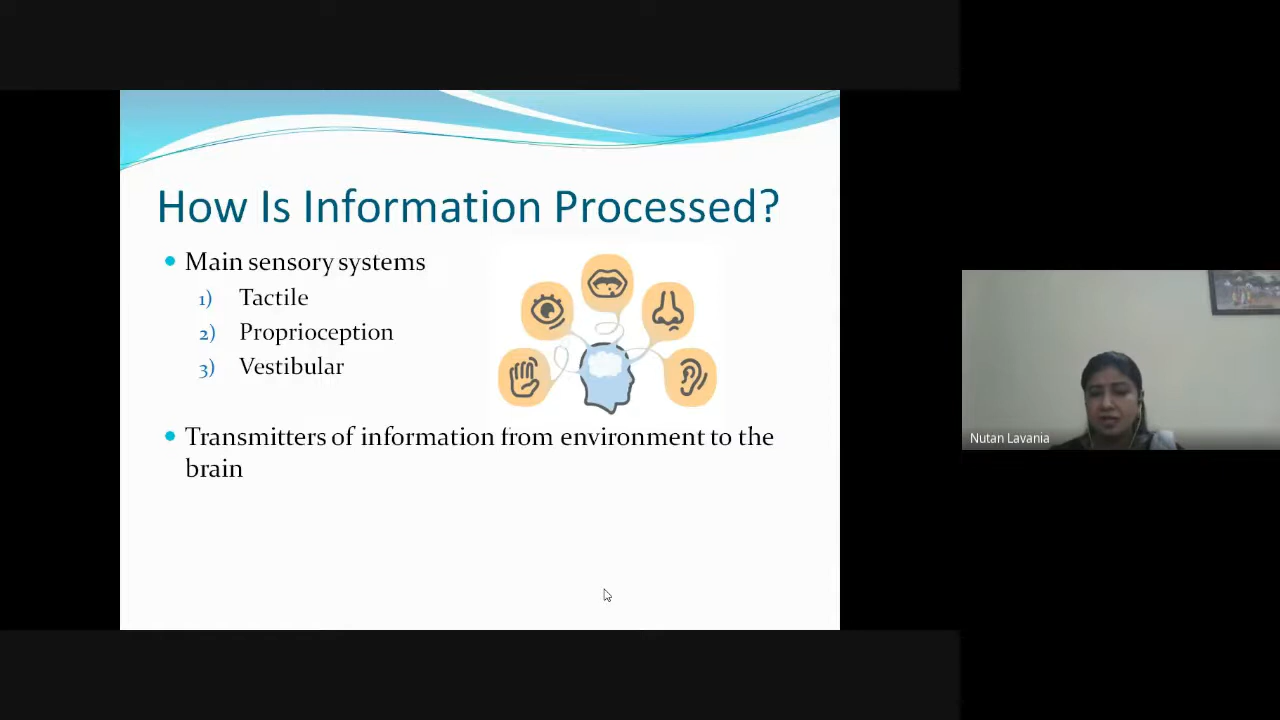 How Is Information Processed?
Main sensory systems
1) Tactile
2) Proprioception
3) Vestibular
Transmitters of information from environment to the
brain
Nutan Lavania